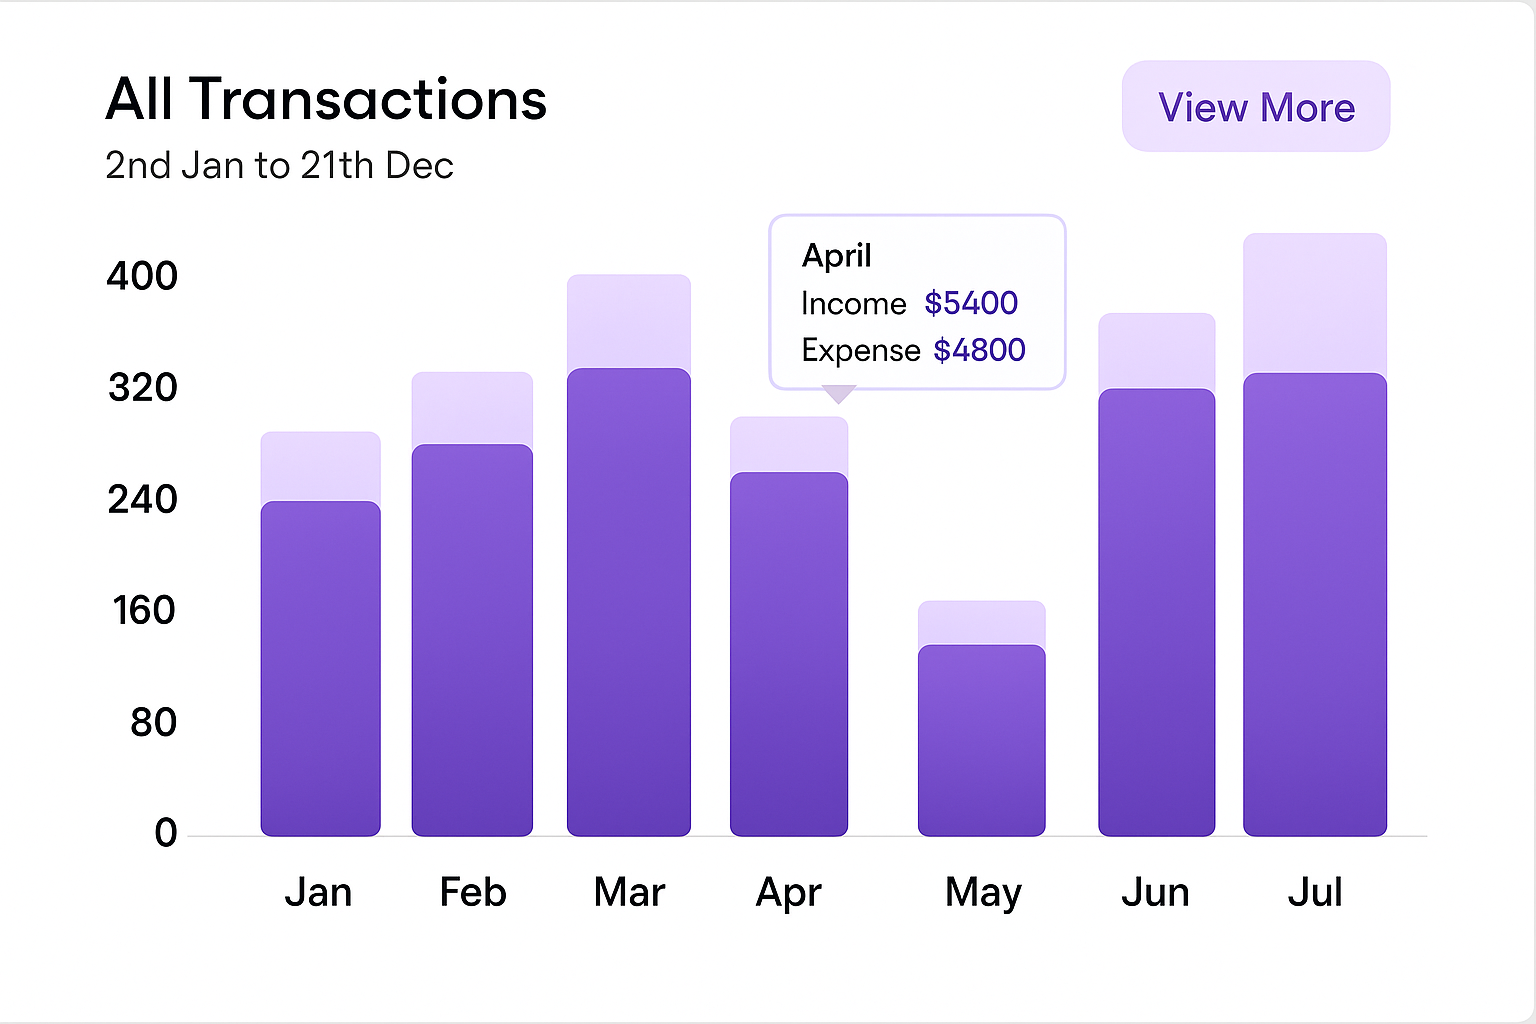 All Transactions
2nd Jan to 21th Dec
View More
April
Income $5400
Expense $4800
400
320
240
160
80
0
Jan Feb Mar Apr May Jun Jul